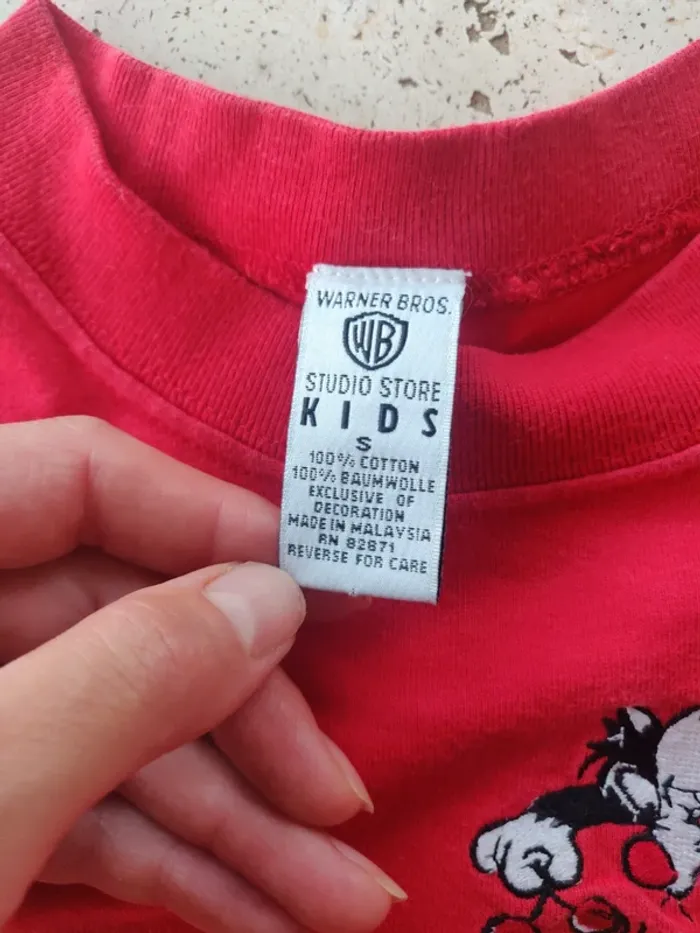 WARNER BROS.
WB
STUDIO STORE
KIDS
S
100% COTTON
100% BAUMWOLLE
EXCLUSIVE OF
DECORATION
MADE IN MALAYSIA
RN 82871
REVERSE FOR CARE